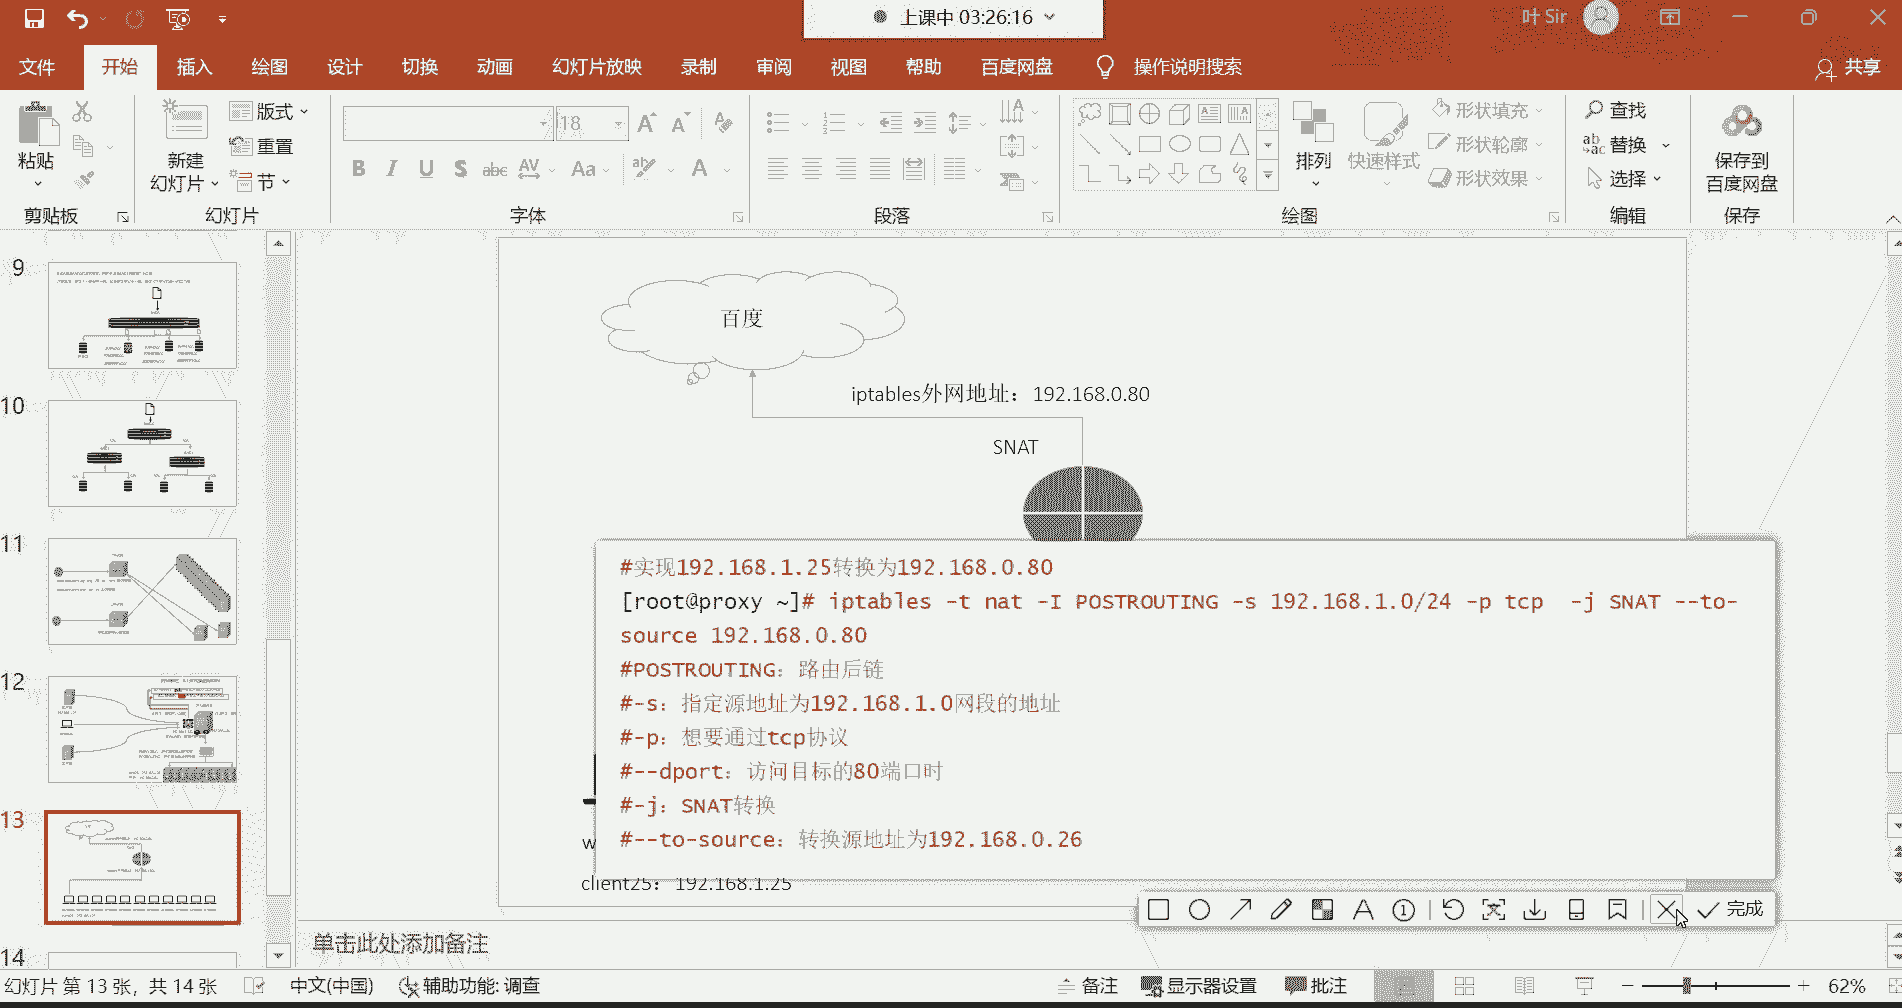 上课中 03:26:16
叶 Sir
文件 开始 插入 绘图 设计 切换 动画 幻灯片放映 录制 审阅 视图 帮助 百度网盘 操作说明搜索 共享
粘贴
剪贴板
新建
幻灯片
版式
重置
节
幻灯片
18
字体
段落
排列
快速样式
形状填充
形状轮廓
形状效果
绘图
查找
替换
选择
编辑
保存到
百度网盘
保存
9
10
11
12
13
14
百度
iptables外网地址：192.168.0.80
SNAT
#实现192.168.1.25转换为192.168.0.80
[root@proxy ~]# iptables -t nat -I POSTROUTING -s 192.168.1.0/24 -p tcp  -j SNAT --to-
source 192.168.0.80
#POSTROUTING：路由后链
#-s：指定源地址为192.168.1.0网段的地址
#-p：想要通过tcp协议
#--dport：访问目标的80端口时
#-j：SNAT转换
#--to-source：转换源地址为192.168.0.26
client25：192.168.1.25
完成
单击此处添加备注
幻灯片 第 13 张，共 14 张 中文(中国) 辅助功能: 调查 备注 显示器设置 批注 62%